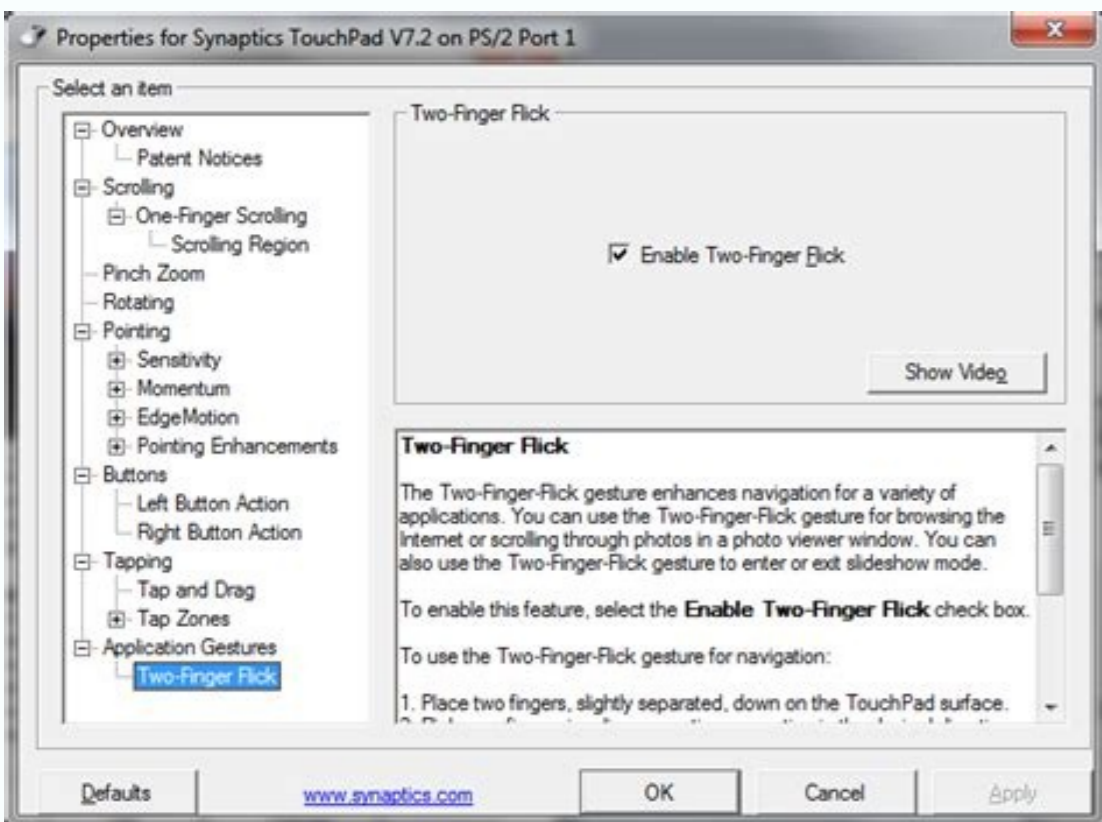 Properties for Synaptics TouchPad V7.2 on PS/2 Port 1
Select an item
Overview
Patent Notices
Scrolling
One-Finger Scrolling
Scrolling Region
Pinch Zoom
Rotating
Pointing
Sensitivity
Momentum
EdgeMotion
Pointing Enhancements
Buttons
Left Button Action
Right Button Action
Tapping
Tap and Drag
Tap Zones
Application Gestures
Two-Finger Flick
Two-Finger Flick
Enable Two-Finger Flick
Show Video
Two-Finger Flick
The Two-Finger-Flick gesture enhances navigation for a variety of
applications. You can use the Two-Finger-Flick gesture for browsing the
Internet or scrolling through photos in a photo viewer window. You can
also use the Two-Finger-Flick gesture to enter or exit slideshow mode.
To enable this feature, select the Enable Two-Finger Flick check box.
To use the Two-Finger-Flick gesture for navigation:
1. Place two fingers, slightly separated, down on the TouchPad surface.
Defaults
www.synaptics.com
OK
Cancel
Apply